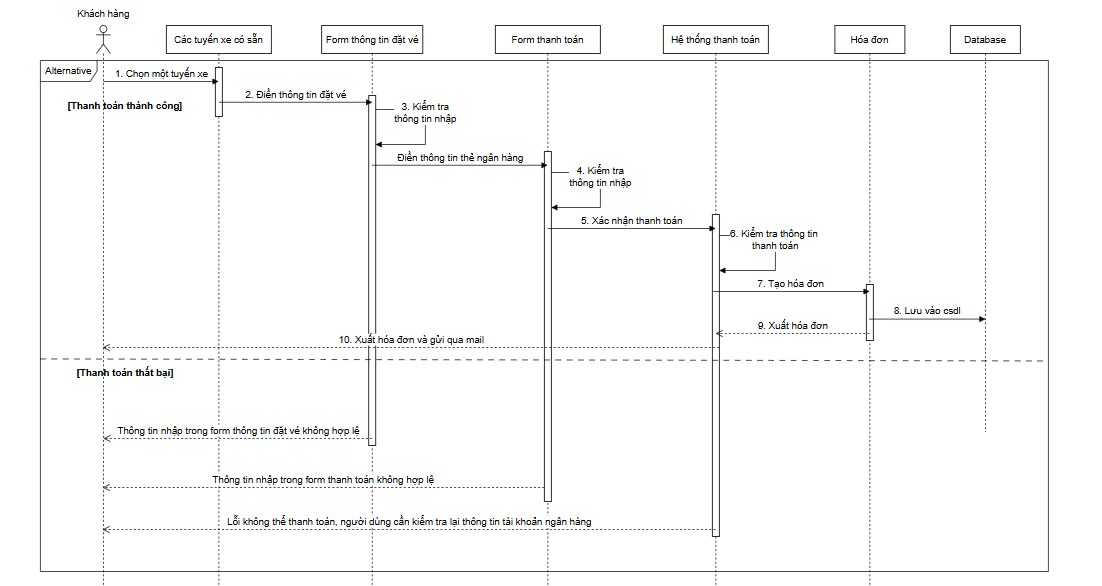 Khách hàng
Các tuyến xe có sẵn
Form thông tin đặt vé
Form thanh toán
Hệ thống thanh toán
Hóa đơn
Database
Alternative
1. Chọn một tuyến xe
2. Điền thông tin đặt vé
[Thanh toán thành công]
3. Kiểm tra
thông tin nhập
Điền thông tin thẻ ngân hàng
4. Kiểm tra
thông tin nhập
5. Xác nhận thanh toán
6. Kiểm tra thông tin
thanh toán
7. Tạo hóa đơn
8. Lưu vào csdl
9. Xuất hóa đơn
10. Xuất hóa đơn và gửi qua mail
[Thanh toán thất bại]
Thông tin nhập trong form thông tin đặt vé không hợp lệ
Thông tin nhập trong form thanh toán không hợp lệ
Lỗi không thể thanh toán, người dùng cần kiểm tra lại thông tin tài khoản ngân hàng